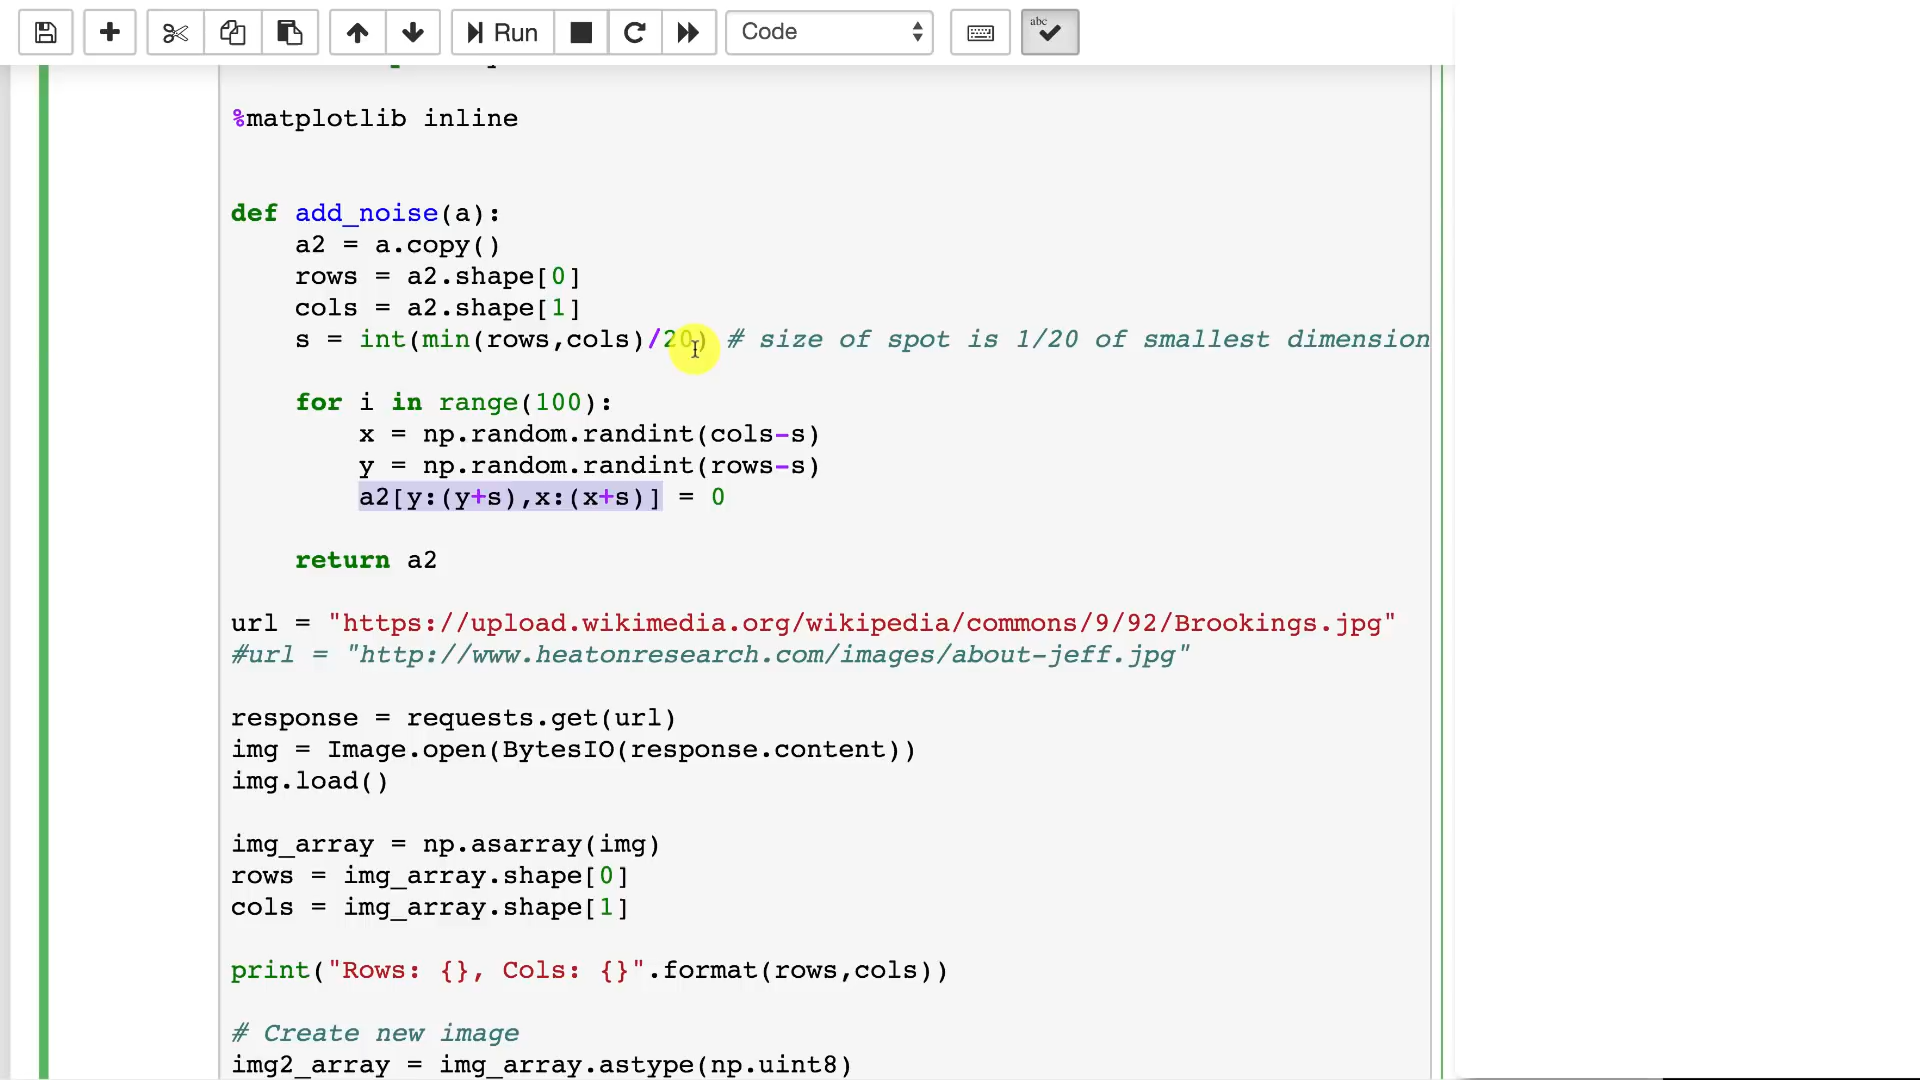 Run
Code
abc
%matplotlib inline
def add_noise(a):
a2 = a.copy()
rows = a2.shape[0]
cols = a2.shape[1]
s = int(min(rows,cols)/20) # size of spot is 1/20 of smallest dimension
for i in range(100):
x = np.random.randint(cols-s)
y = np.random.randint(rows-s)
a2[y:(y+s),x:(x+s)] = 0
return a2
url = "https://upload.wikimedia.org/wikipedia/commons/9/92/Brookings.jpg"
#url = "http://www.heatonresearch.com/images/about-jeff.jpg"
response = requests.get(url)
img = Image.open(BytesIO(response.content))
img.load()
img_array = np.asarray(img)
rows = img_array.shape[0]
cols = img_array.shape[1]
print("Rows: {}, Cols: {}".format(rows,cols))
# Create new image
img2_array = img_array.astype(np.uint8)